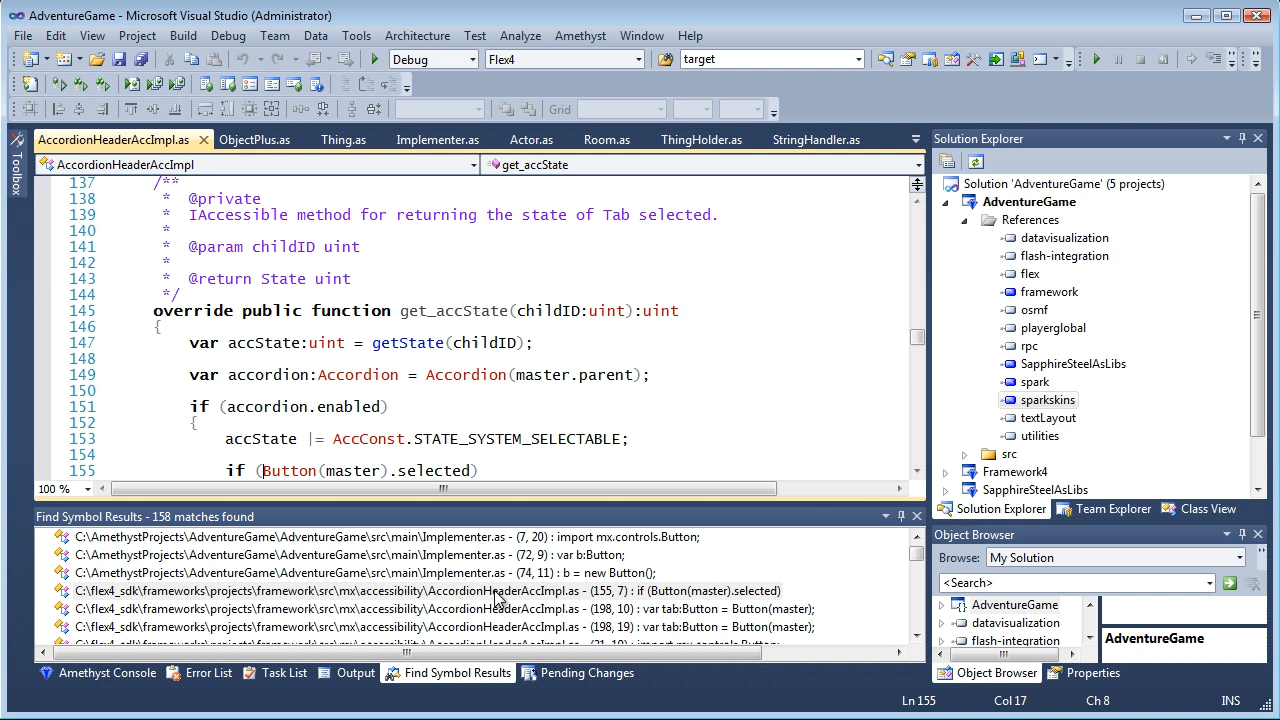 AdventureGame - Microsoft Visual Studio (Administrator)
File Edit View Project Build Debug Team Data Tools Architecture Test Analyze Amethyst Window Help
Debug Flex4 target
Grid
AccordionHeaderAccImpl.as ObjectPlus.as Thing.as Implementer.as Actor.as Room.as ThingHolder.as StringHandler.as
AccordionHeaderAccImpl get_accState
137 /**
138 * @private
139 * IAccessible method for returning the state of Tab selected.
140 *
141 * @param childID uint
142 *
143 * @return State uint
144 */
145 override public function get_accState(childID:uint):uint
146 {
147 var accState:uint = getState(childID);
148
149 var accordion:Accordion = Accordion(master.parent);
150
151 if (accordion.enabled)
152 {
153 accState |= AccConst.STATE_SYSTEM_SELECTABLE;
154
155 if (Button(master).selected)
100 %
Toolbox
Find Symbol Results - 158 matches found
C:\AmethystProjects\AdventureGame\AdventureGame\src\main\Implementer.as - (7, 20) : import mx.controls.Button;
C:\AmethystProjects\AdventureGame\AdventureGame\src\main\Implementer.as - (72, 9) : var b:Button;
C:\AmethystProjects\AdventureGame\AdventureGame\src\main\Implementer.as - (74, 11) : b = new Button();
C:\flex4_sdk\frameworks\projects\framework\src\mx\accessibility\AccordionHeaderAccImpl.as - (155, 7) : if (Button(master).selected)
C:\flex4_sdk\frameworks\projects\framework\src\mx\accessibility\AccordionHeaderAccImpl.as - (198, 10) : var tab:Button = Button(master);
C:\flex4_sdk\frameworks\projects\framework\src\mx\accessibility\AccordionHeaderAccImpl.as - (198, 19) : var tab:Button = Button(master);
Amethyst Console Error List Task List Output Find Symbol Results Pending Changes
Solution Explorer
Solution 'AdventureGame' (5 projects)
AdventureGame
References
datavisualization
flash-integration
flex
framework
osmf
playerglobal
rpc
SapphireSteelAsLibs
spark
sparkskins
textLayout
utilities
src
Framework4
SapphireSteelAsLibs
Solution Explorer Team Explorer Class View
Object Browser
Browse: My Solution
<Search>
AdventureGame
datavisualization
flash-integration
AdventureGame
Object Browser Properties
Ln 155 Col 17 Ch 8 INS